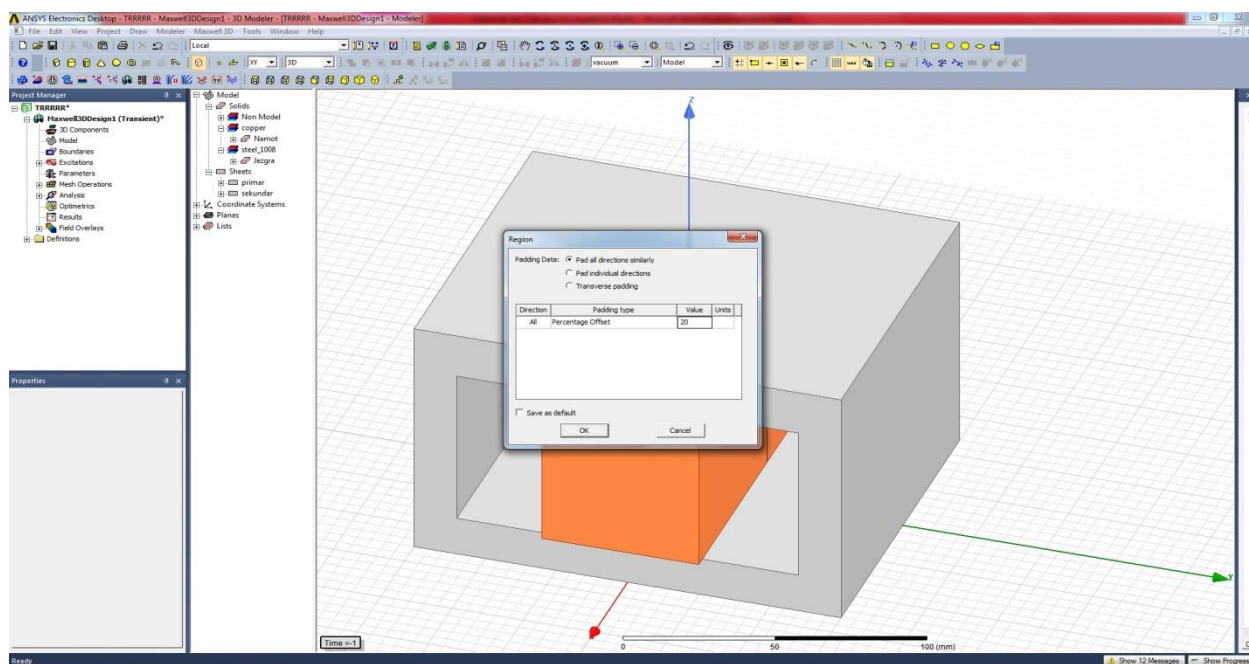 ANSYS Electronics Desktop - TRRRRR - Maxwell3DDesign1 - 3D Modeler - [TRRRRR - Maxwell3DDesign1 - Modeler]
File Edit View Project Draw Modeler Maxwell 3D Tools Window Help
Local
XY 3D vacuum Model
Project Manager
TRRRRR*
Maxwell3DDesign1 (Transient)*
3D Components
Model
Boundaries
Excitations
Parameters
Mesh Operations
Analysis
Optimetrics
Results
Field Overlays
Definitions
Properties
Model
Solids
Non Model
copper
Namot
steel_1008
Jezgra
Sheets
primar
sekundar
Coordinate Systems
Planes
Lists
Z
Region
Padding Data: Pad all directions similarly
Pad individual directions
Transverse padding
Direction Padding type Value Units
All Percentage Offset 20
Save as default
OK Cancel
Y
Time =-1
0 50 100 (mm)
Ready
Show 12 Messages Show Progress